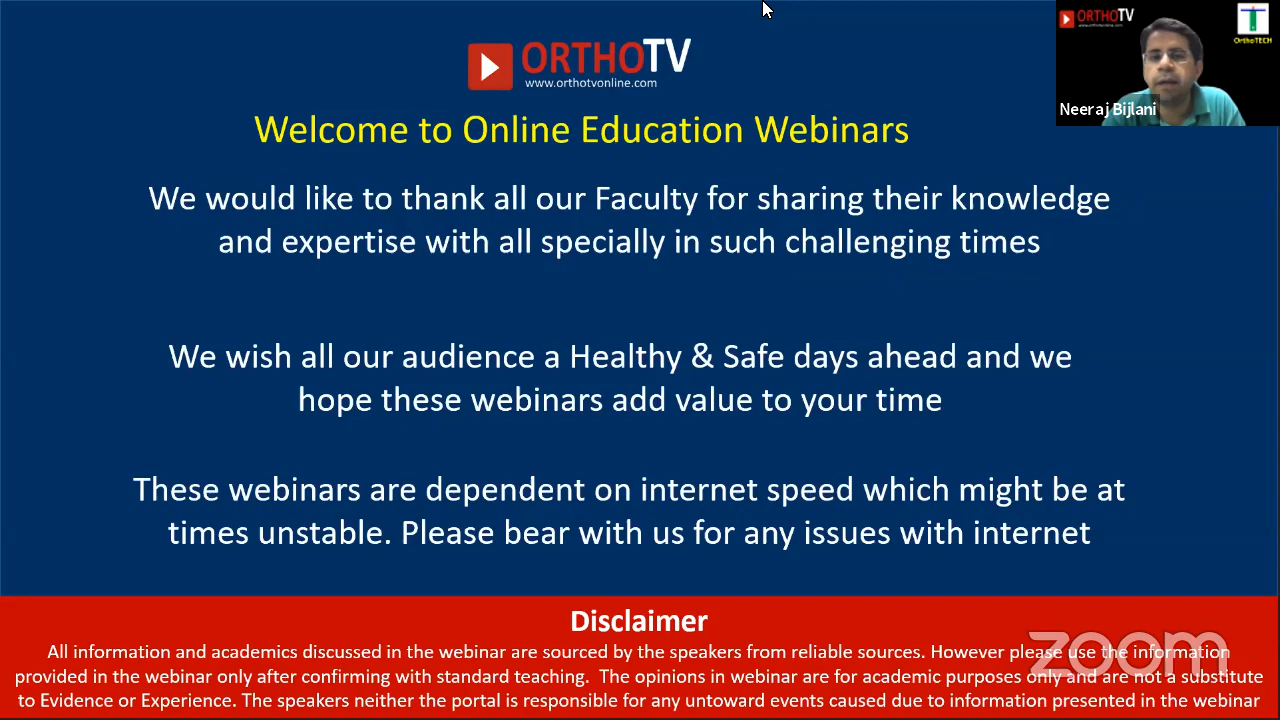 ORTHOTV
www.orthotvonline.com
ORTHOTV
www.orthotvonline.com
OrthoTECH
Neeraj Bijlani
Welcome to Online Education Webinars
We would like to thank all our Faculty for sharing their knowledge
and expertise with all specially in such challenging times
We wish all our audience a Healthy & Safe days ahead and we
hope these webinars add value to your time
These webinars are dependent on internet speed which might be at
times unstable. Please bear with us for any issues with internet
Disclaimer
All information and academics discussed in the webinar are sourced by the speakers from reliable sources. However please use the information
provided in the webinar only after confirming with standard teaching. The opinions in webinar are for academic purposes only and are not a substitute
to Evidence or Experience. The speakers neither the portal is responsible for any untoward events caused due to information presented in the webinar
zoom